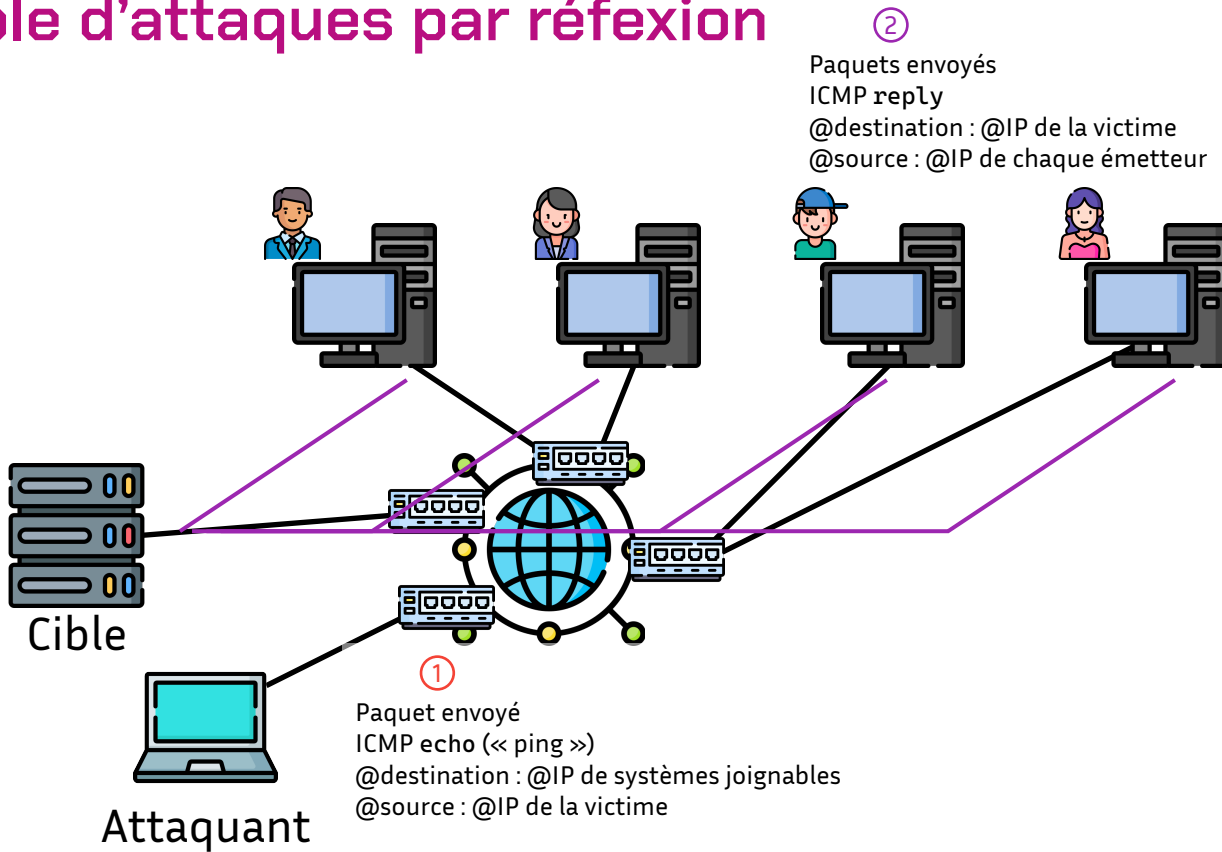 ole d'attaques par réfexion
2
Paquets envoyés
ICMP reply
@destination : @IP de la victime
@source : @IP de chaque émetteur
Cible
1
Paquet envoyé
ICMP echo (« ping »)
@destination : @IP de systèmes joignables
@source : @IP de la victime
Attaquant